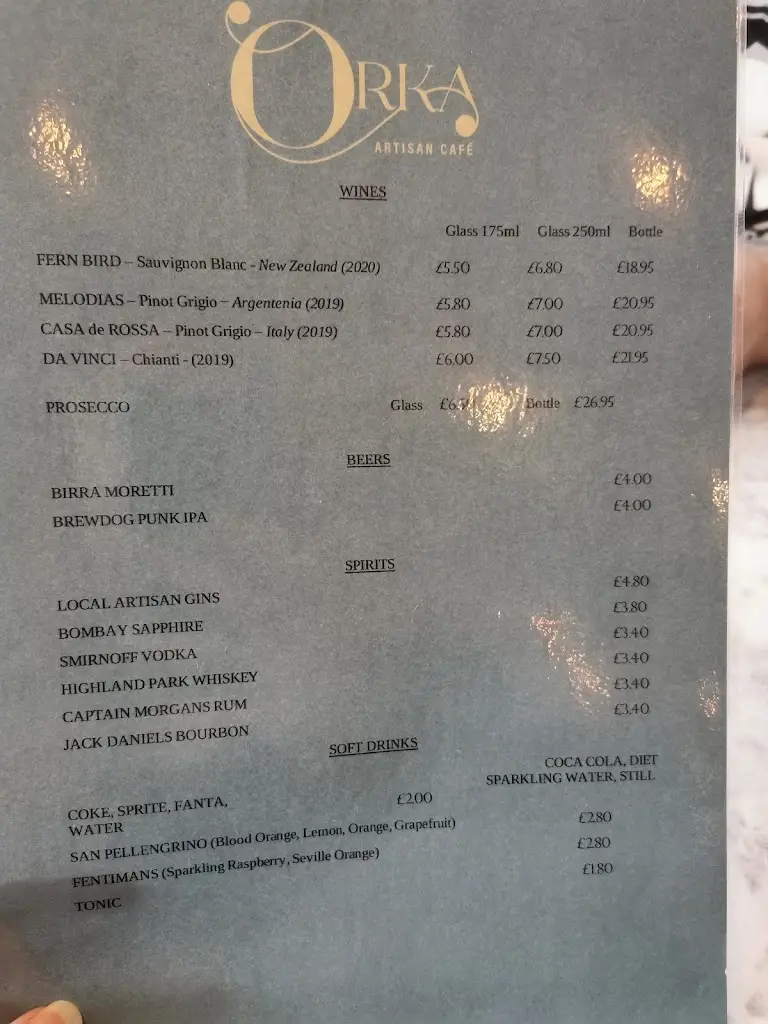 ORKA
ARTISAN CAFÉ
WINES
Glass 175ml Glass 250ml Bottle
FERN BIRD – Sauvignon Blanc - New Zealand (2020) £5.50 £6.80 £18.95
MELODIAS – Pinot Grigio – Argentenia (2019) £5.80 £7.00 £20.95
CASA de ROSSA – Pinot Grigio – Italy (2019) £5.80 £7.00 £20.95
DA VINCI – Chianti - (2019) £6.00 £7.50 £21.95
PROSECCO Glass Bottle £26.95
BEERS
BIRRA MORETTI £4.00
BREWDOG PUNK IPA £4.00
SPIRITS
LOCAL ARTISAN GINS £4.80
BOMBAY SAPPHIRE £3.80
SMIRNOFF VODKA £3.40
HIGHLAND PARK WHISKEY £3.40
CAPTAIN MORGANS RUM £3.40
JACK DANIELS BOURBON £3.40
SOFT DRINKS
COCA COLA, DIET
COKE, SPRITE, FANTA, SPARKLING WATER, STILL
WATER £2.00
SAN PELLENGRINO (Blood Orange, Lemon, Orange, Grapefruit) £2.80
FENTIMANS (Sparkling Raspberry, Seville Orange) £2.80
TONIC £1.80